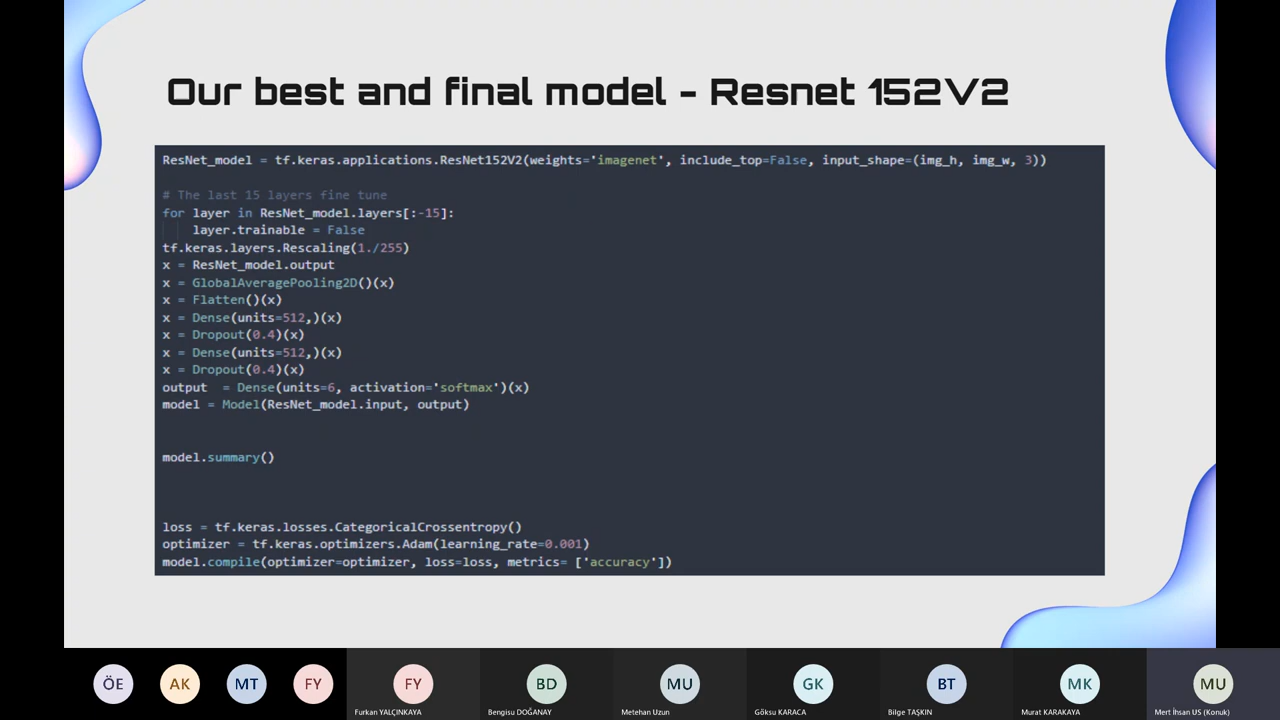 Our best and final model - Resnet 152V2
ResNet_model = tf.keras.applications.ResNet152V2(weights='imagenet', include_top=False, input_shape=(img_h, img_w, 3))
# The last 15 layers fine tune
for layer in ResNet_model.layers[:-15]:
    layer.trainable = False
tf.keras.layers.Rescaling(1./255)
x = ResNet_model.output
x = GlobalAveragePooling2D()(x)
x = Flatten()(x)
x = Dense(units=512,)(x)
x = Dropout(0.4)(x)
x = Dense(units=512,)(x)
x = Dropout(0.4)(x)
output  = Dense(units=6, activation='softmax')(x)
model = Model(ResNet_model.input, output)
model.summary()
loss = tf.keras.losses.CategoricalCrossentropy()
optimizer = tf.keras.optimizers.Adam(learning_rate=0.001)
model.compile(optimizer=optimizer, loss=loss, metrics= ['accuracy'])
ÖE AK MT FY FY BD MU GK BT MK MU
Furkan YALÇINKAYA Bengisu DOĞANAY Metehan Uzun Göksu KARACA Bilge TAŞKIN Murat KARAKAYA Mert İhsan US (Konuk)